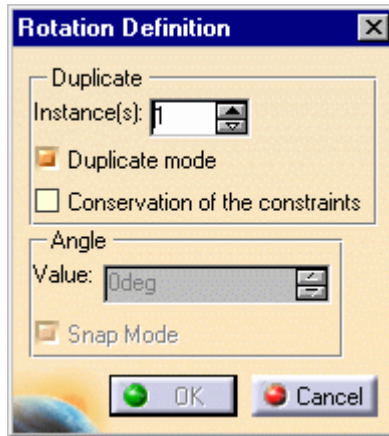 Rotation Definition
Duplicate
Instance(s): 1
Duplicate mode
Conservation of the constraints
Angle
Value: 0deg
Snap Mode
OK Cancel